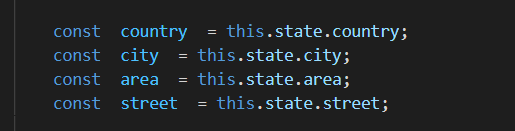 const  country  = this.state.country;
const  city  = this.state.city;
const  area  = this.state.area;
const  street  = this.state.street;